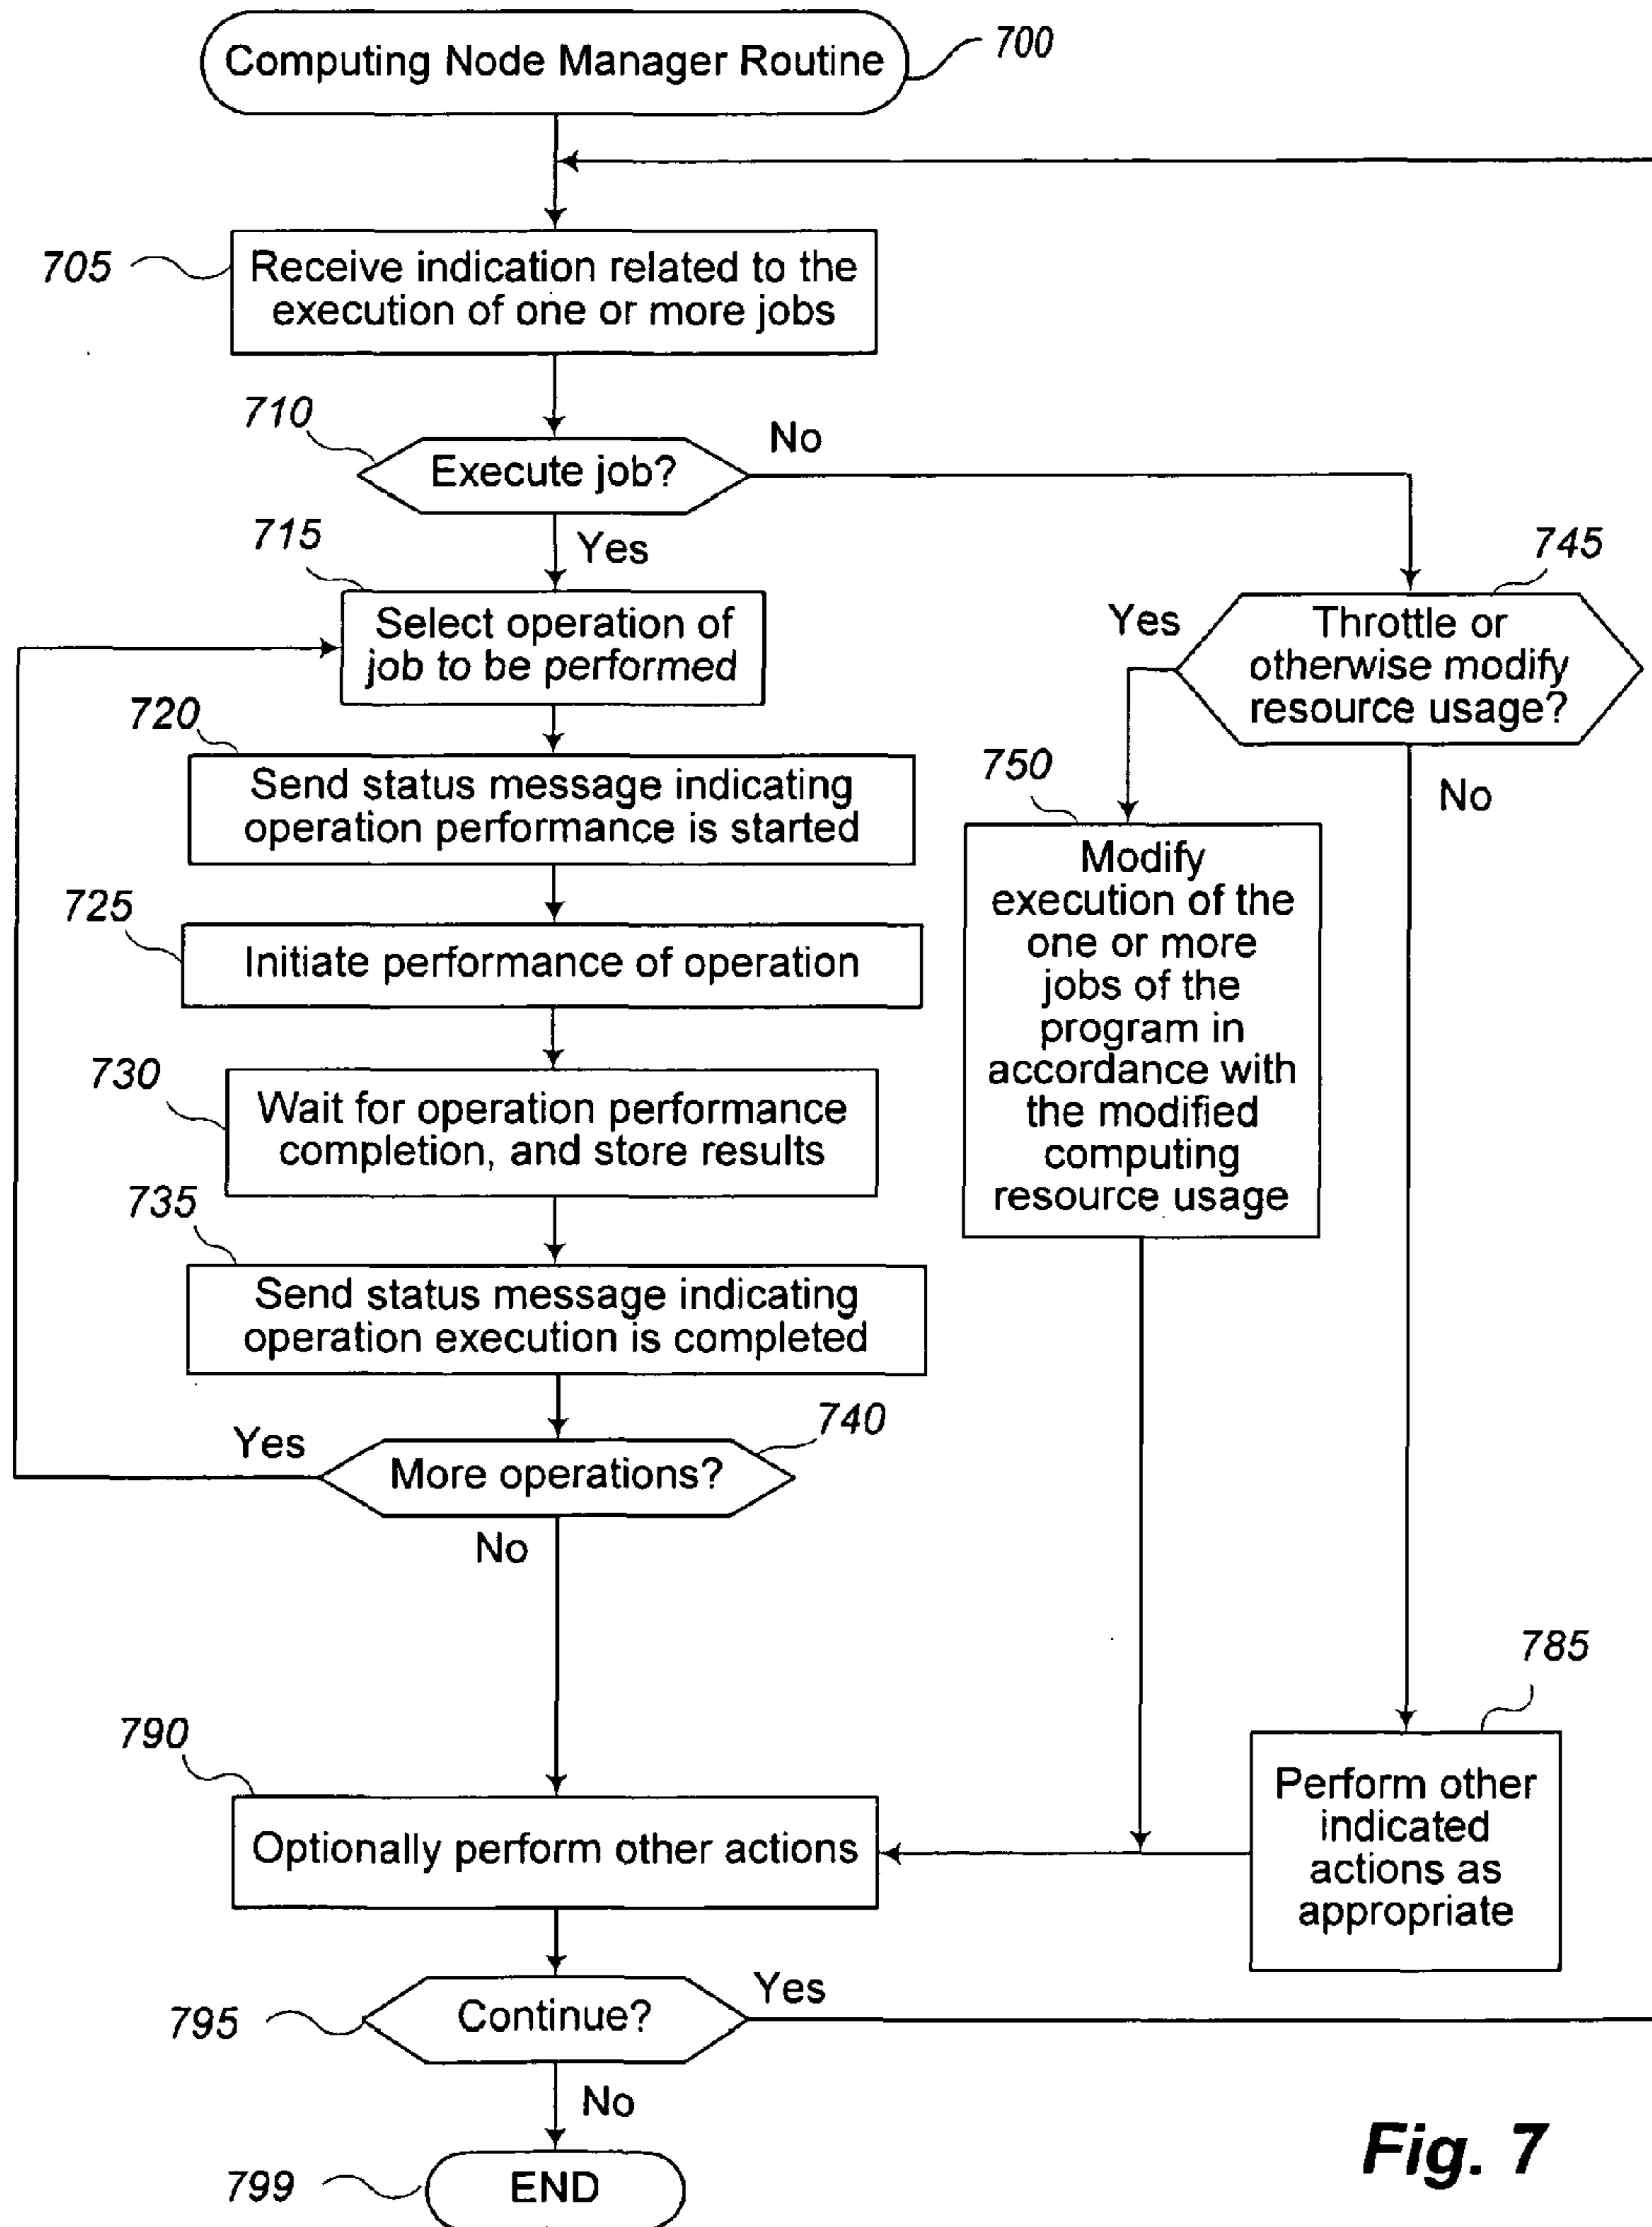 Computing Node Manager Routine
700
705
Receive indication related to the
execution of one or more jobs
710
Execute job?
No
Yes
715
Select operation of
job to be performed
745
Throttle or
otherwise modify
resource usage?
Yes
No
720
Send status message indicating
operation performance is started
750
Modify
execution of the
one or more
jobs of the
program in
accordance with
the modified
computing
resource usage
725
Initiate performance of operation
730
Wait for operation performance
completion, and store results
735
Send status message indicating
operation execution is completed
740
More operations?
Yes
No
785
Perform other
indicated
actions as
appropriate
790
Optionally perform other actions
795
Continue?
Yes
No
799
END
Fig. 7